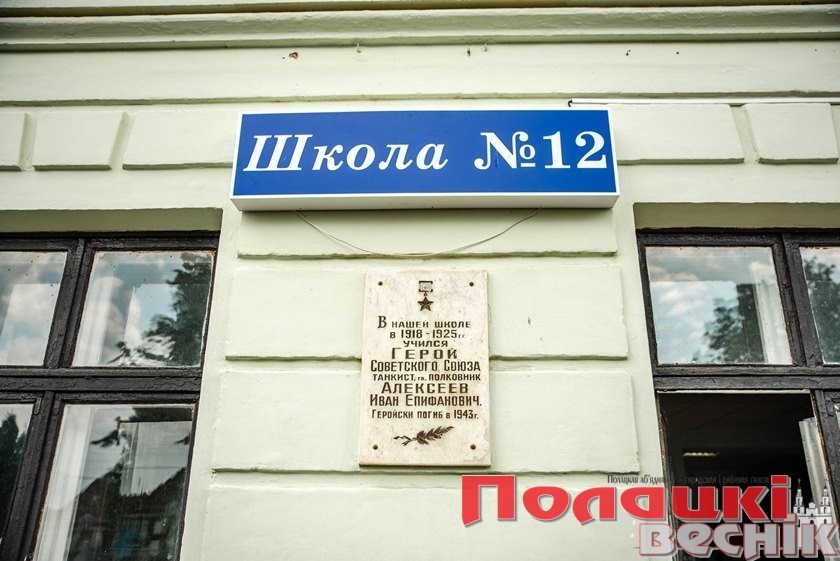 Школа №12
В нашей школе
в 1918-1925гг.
учился
Герой
Советского Союза
танкист, гв. полковник
Алексеев
Иван Епифанович.
Геройски погиб в 1943г.
Полацкі
Веснік